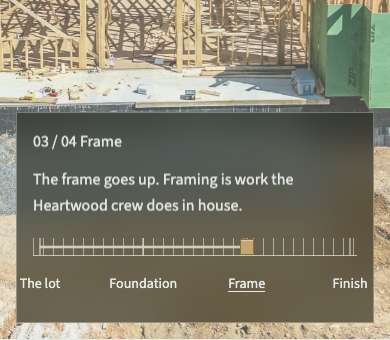 03 / 04 Frame
The frame goes up. Framing is work the
Heartwood crew does in house.
The lot Foundation Frame Finish